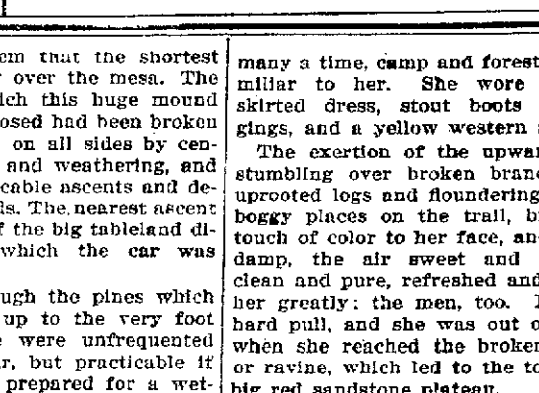 em that the shortest
over the mesa. The
ich this huge mound
osed had been broken
on all sides by cen-
and weathering, and
cable ascents and de-
ls. The nearest ascent
f the big tableland di-
which the car was
ugh the pines which
up to the very foot
e were unfrequented
r, but practicable if
prepared for a wet-
many a time, camp and forest
miliar to her. She wore
skirted dress, stout boots
gings, and a yellow western
The exertion of the upwa
stumbling over broken bran
uprooted logs and floundering
boggy places on the trail, b
touch of color to her face, an
damp, the air sweet and
clean and pure, refreshed and
her greatly; the men, too.
hard pull, and she was out o
when she reached the broken
or ravine, which led to the to
big red sandstone plateau.